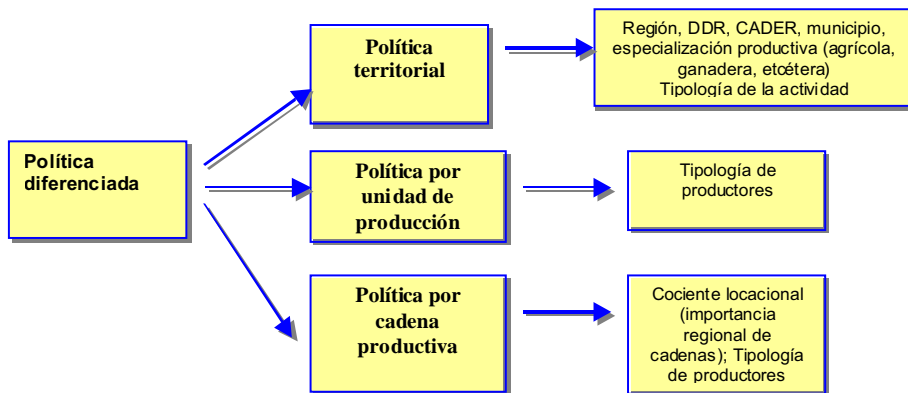 Política
diferenciada
Política
territorial
Región, DDR, CADER, municipio,
especialización productiva (agrícola,
ganadera, etcétera)
Tipología de la actividad
Política por
unidad de
producción
Tipología de
productores
Política por
cadena
productiva
Cociente locacional
(importancia
regional de
cadenas); Tipología
de productores